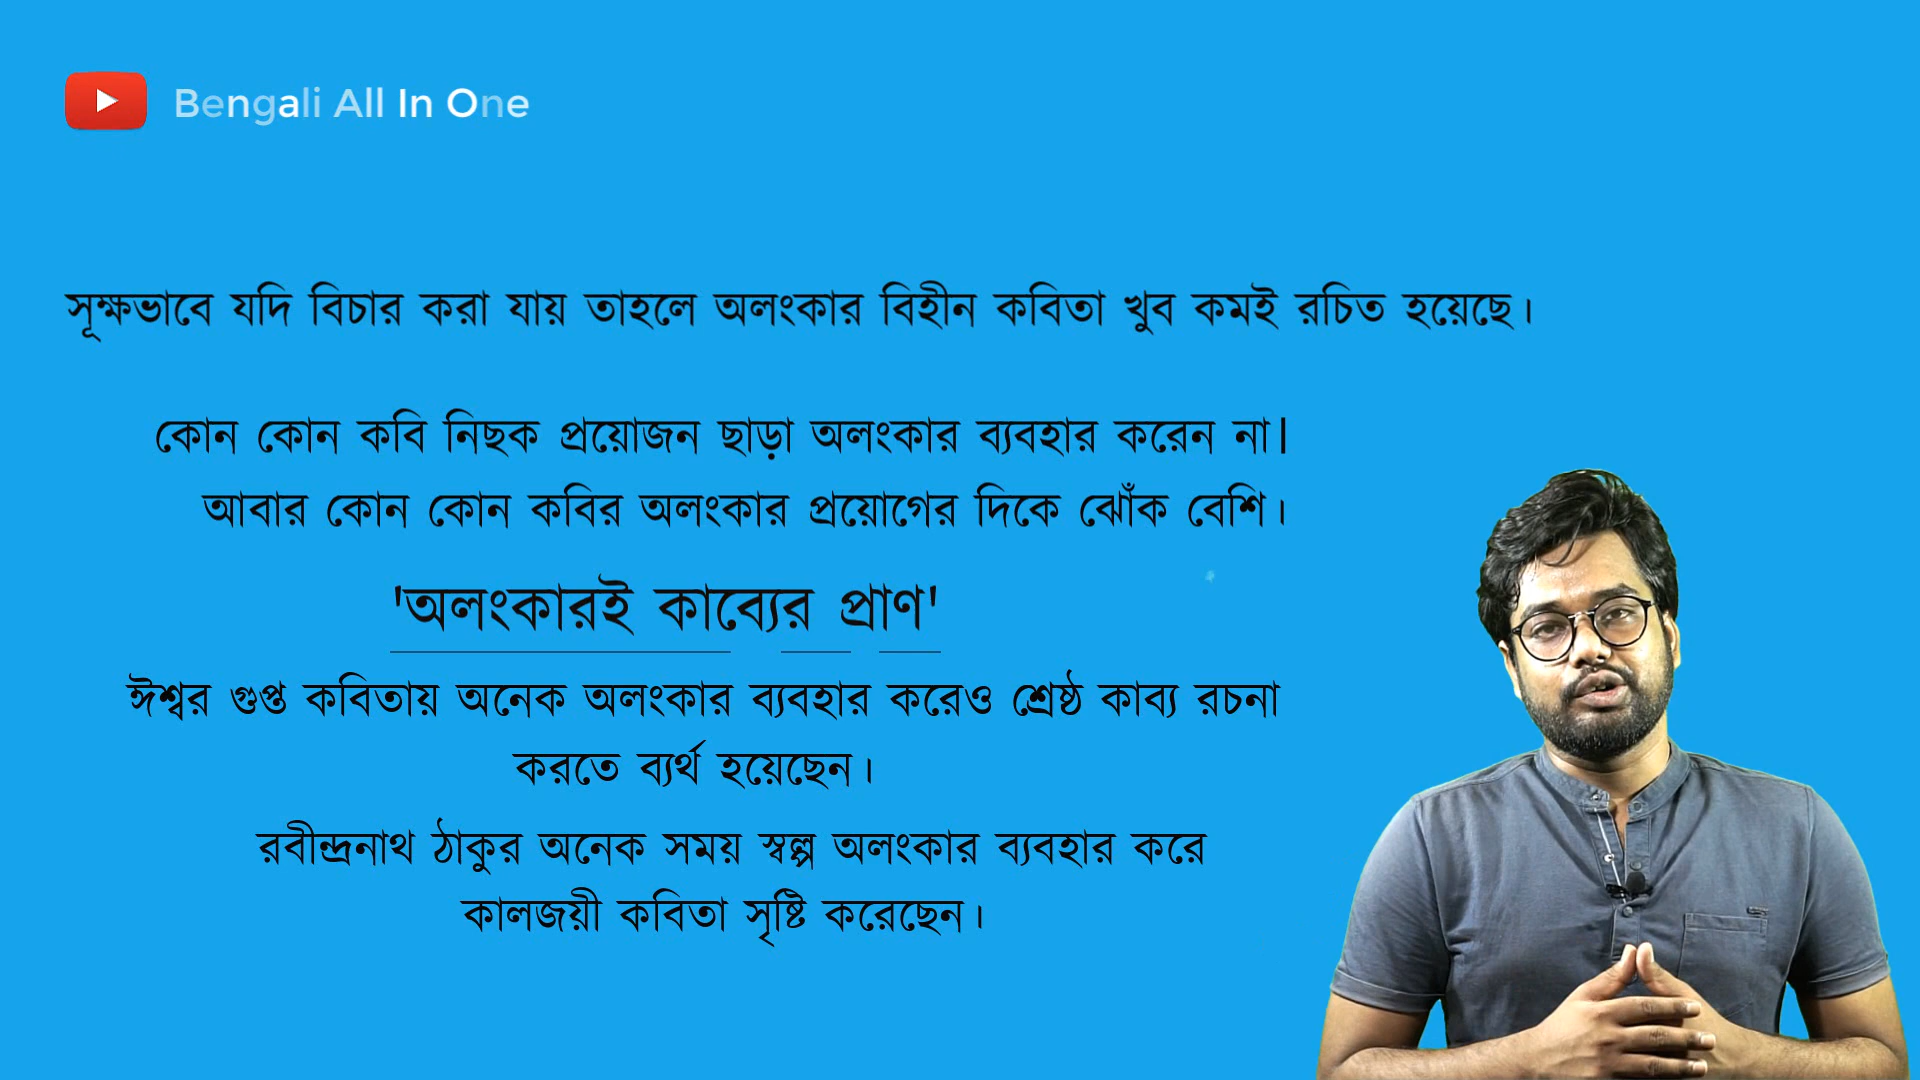 Bengali All In One
সূক্ষভাবে যদি বিচার করা যায় তাহলে অলংকার বিহীন কবিতা খুব কমই রচিত হয়েছে।
কোন কোন কবি নিছক প্রয়োজন ছাড়া অলংকার ব্যবহার করেন না।
আবার কোন কোন কবির অলংকার প্রয়োগের দিকে ঝোঁক বেশি।
'অলংকারই কাব্যের প্রাণ'
ঈশ্বর গুপ্ত কবিতায় অনেক অলংকার ব্যবহার করেও শ্রেষ্ঠ কাব্য রচনা
করতে ব্যর্থ হয়েছেন।
রবীন্দ্রনাথ ঠাকুর অনেক সময় স্বল্প অলংকার ব্যবহার করে
কালজয়ী কবিতা সৃষ্টি করেছেন।